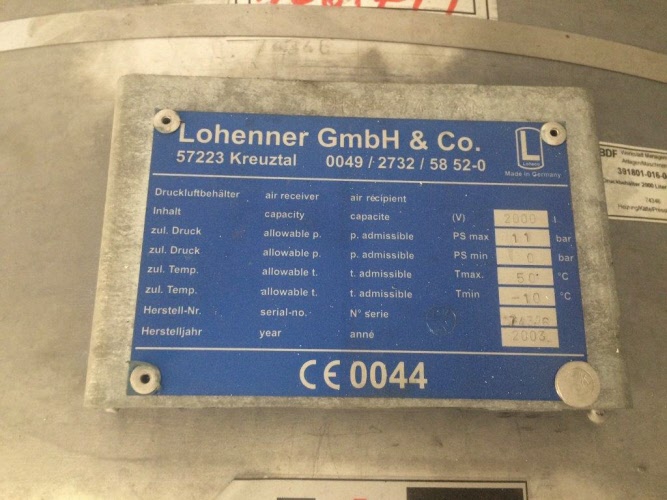 Lohenner GmbH & Co.
57223 Kreuztal 0049 / 2732 / 58 52-0
L
Made in Germany
Druckluftbehälter air receiver air récipient
Inhalt capacity capacite (V) 2000 l
zul. Druck allowable p. p. admissible PS max 11 bar
zul. Druck allowable p. p. admissible PS min 0 bar
zul. Temp. allowable t. t. admissible Tmax. 50 °C
zul. Temp. allowable t. t. admissible Tmin -10 °C
Herstell-Nr. serial-no. N° serie
Herstelljahr year anné 2003
CE 0044
BDF
391801-016-0
74346